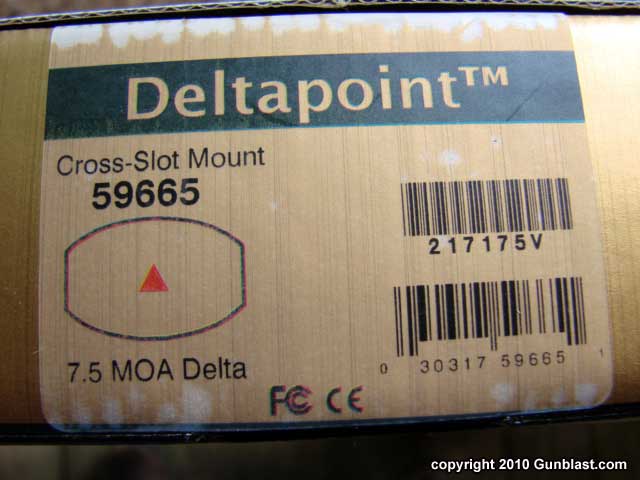 Deltapoint™
Cross-Slot Mount
59665
217175V
7.5 MOA Delta
0 30317 59665 1
FC CE
copyright 2010 Gunblast.com